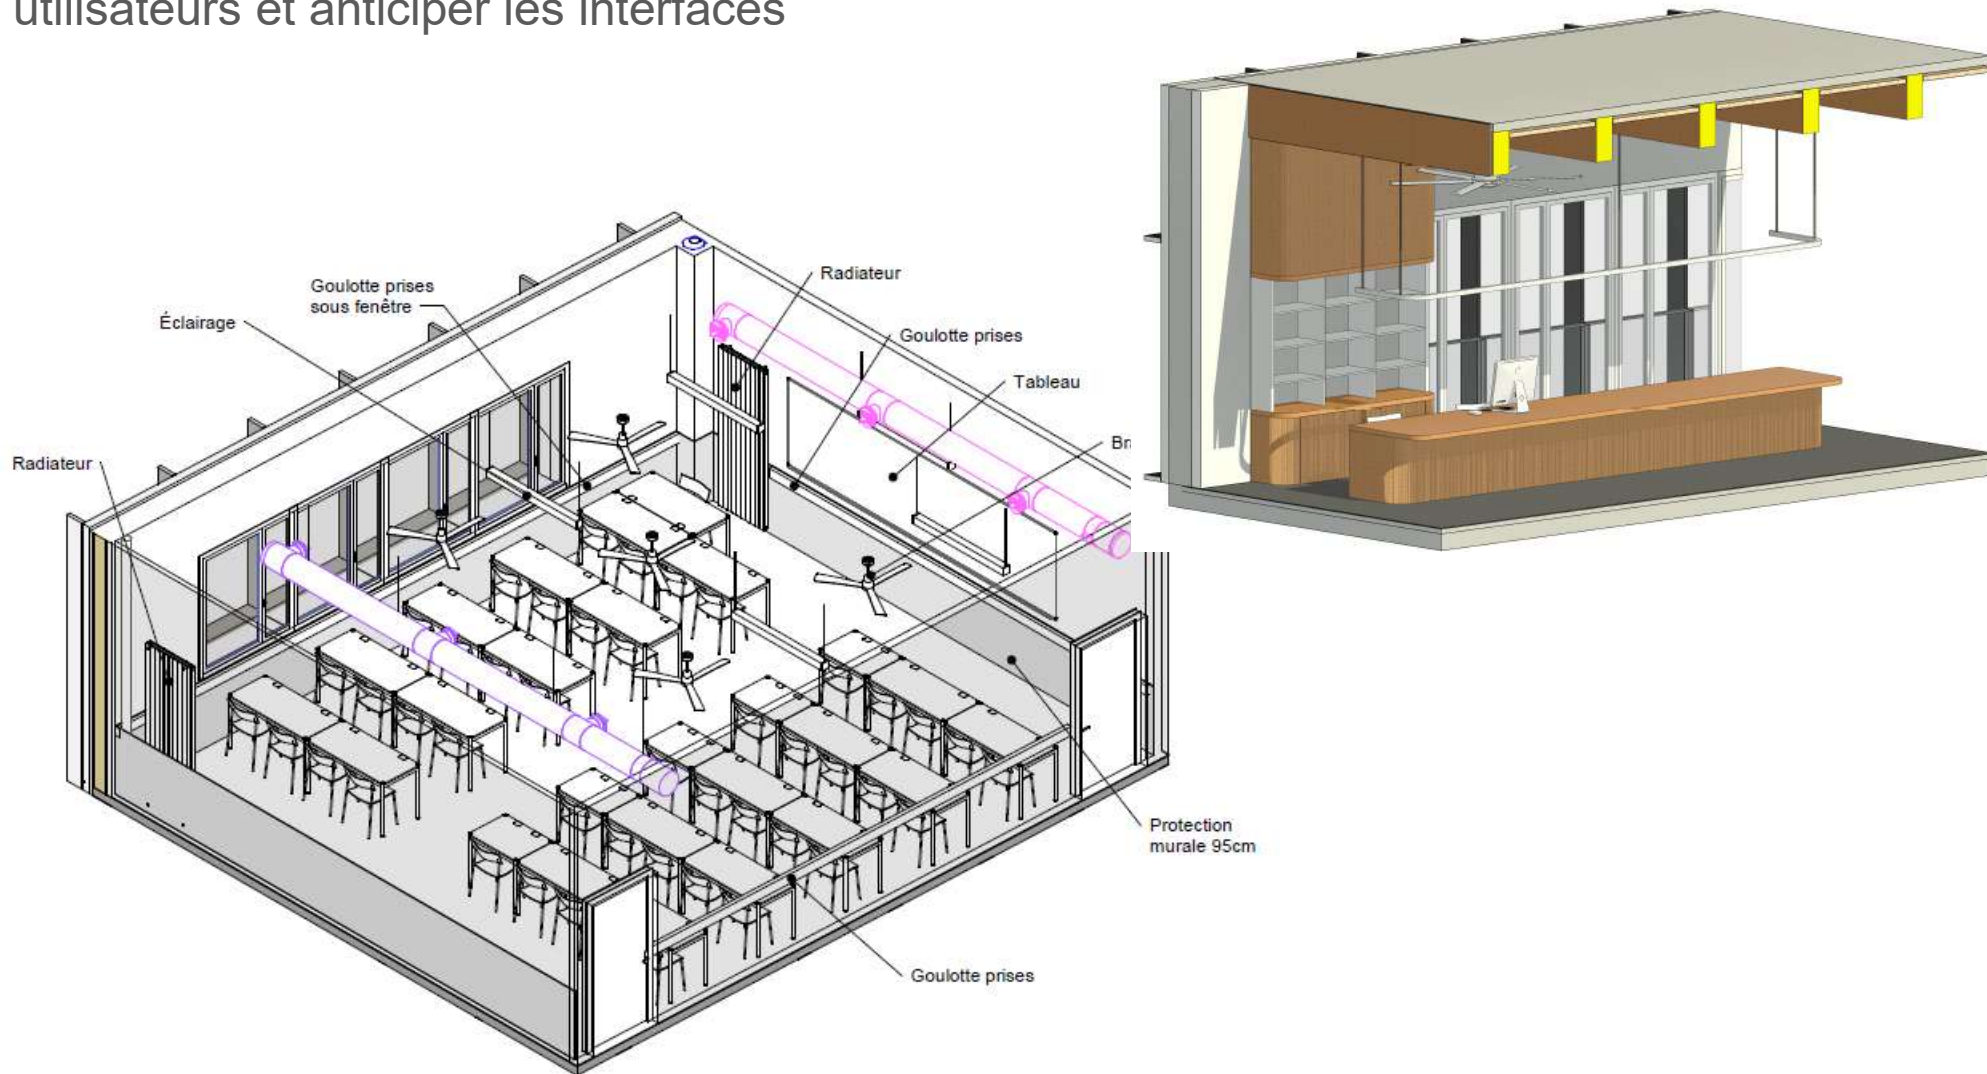 utilisateurs et anticiper les interfaces
Radiateur
Goulotte prises
sous fenêtre
Éclairage
Goulotte prises
Tableau
Radiateur
Protection
murale 95cm
Goulotte prises